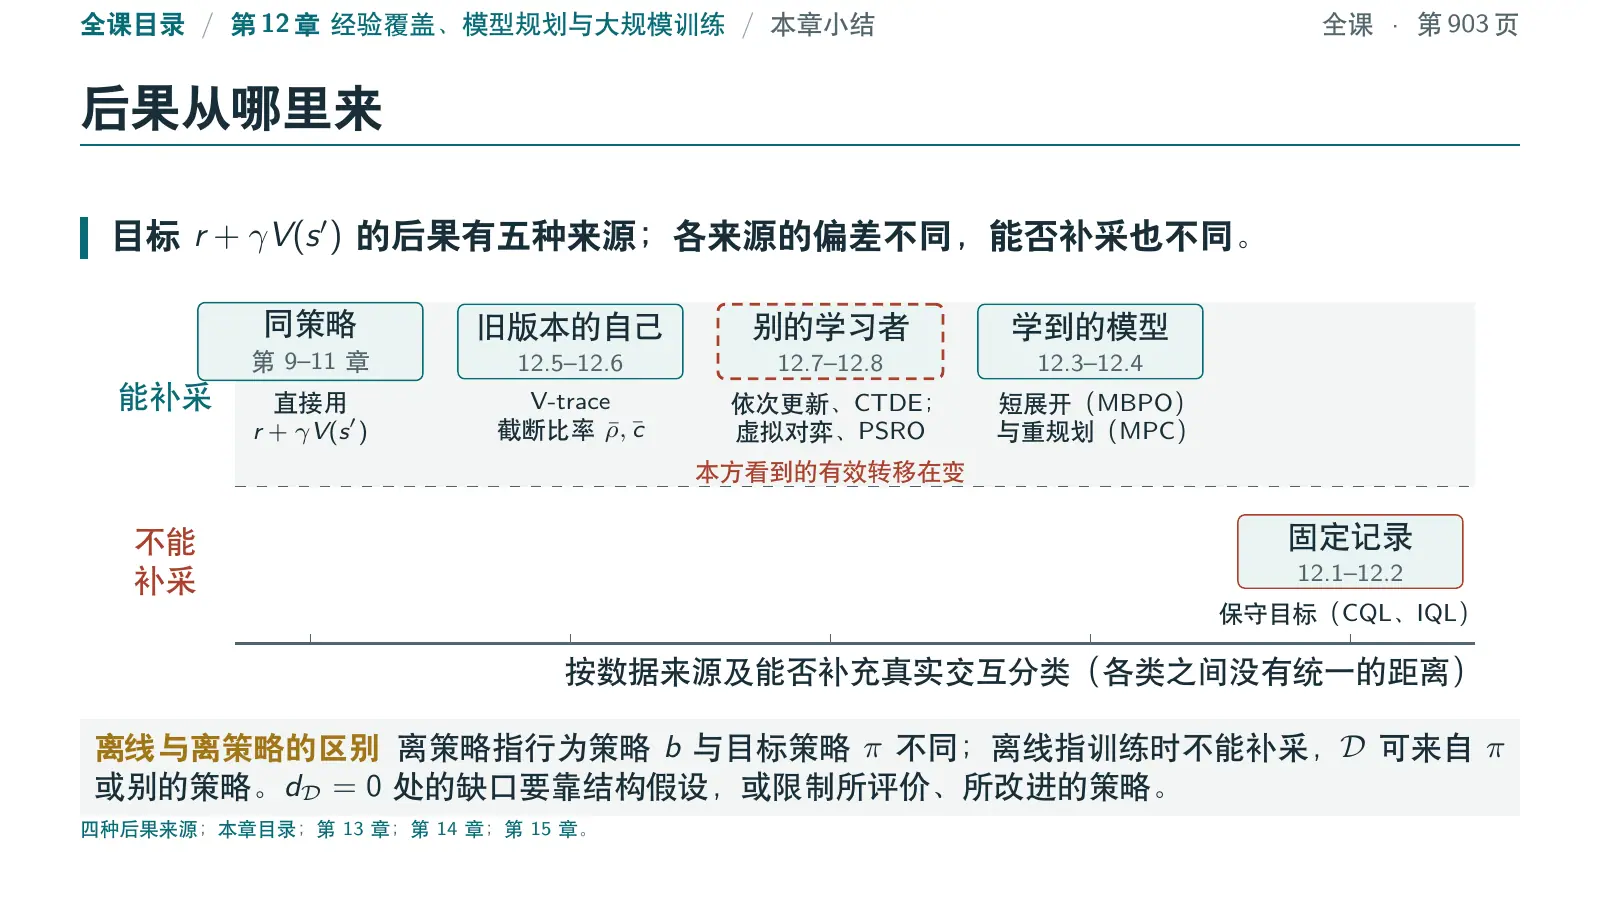 全课目录 / 第 12 章 经验覆盖、模型规划与大规模训练 / 本章小结
全课 · 第 903 页
后果从哪里来
目标 r + γV(s′) 的后果有五种来源；各来源的偏差不同，能否补采也不同。
能补采
同策略
第 9–11 章
直接用
r + γV(s′)
旧版本的自己
12.5–12.6
V-trace
截断比率 ρ̄, c̄
别的学习者
12.7–12.8
依次更新、CTDE；
虚拟对弈、PSRO
本方看到的有效转移在变
学到的模型
12.3–12.4
短展开（MBPO）
与重规划（MPC）
不能
补采
固定记录
12.1–12.2
保守目标（CQL、IQL）
按数据来源及能否补充真实交互分类（各类之间没有统一的距离）
离线与离策略的区别 离策略指行为策略 b 与目标策略 π 不同；离线指训练时不能补采，𝒟 可来自 π
或别的策略。d𝒟 = 0 处的缺口要靠结构假设，或限制所评价、所改进的策略。
四种后果来源；本章目录；第 13 章；第 14 章；第 15 章。